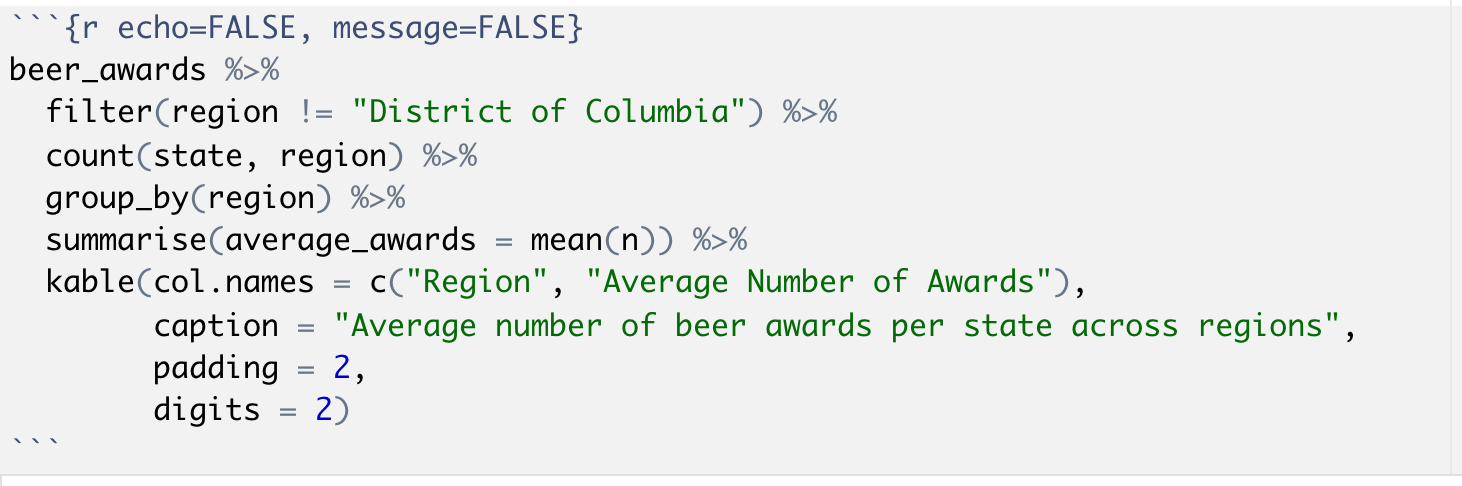 ```{r echo=FALSE, message=FALSE}
beer_awards %>%
  filter(region != "District of Columbia") %>%
  count(state, region) %>%
  group_by(region) %>%
  summarise(average_awards = mean(n)) %>%
  kable(col.names = c("Region", "Average Number of Awards"),
        caption = "Average number of beer awards per state across regions",
        padding = 2,
        digits = 2)
```